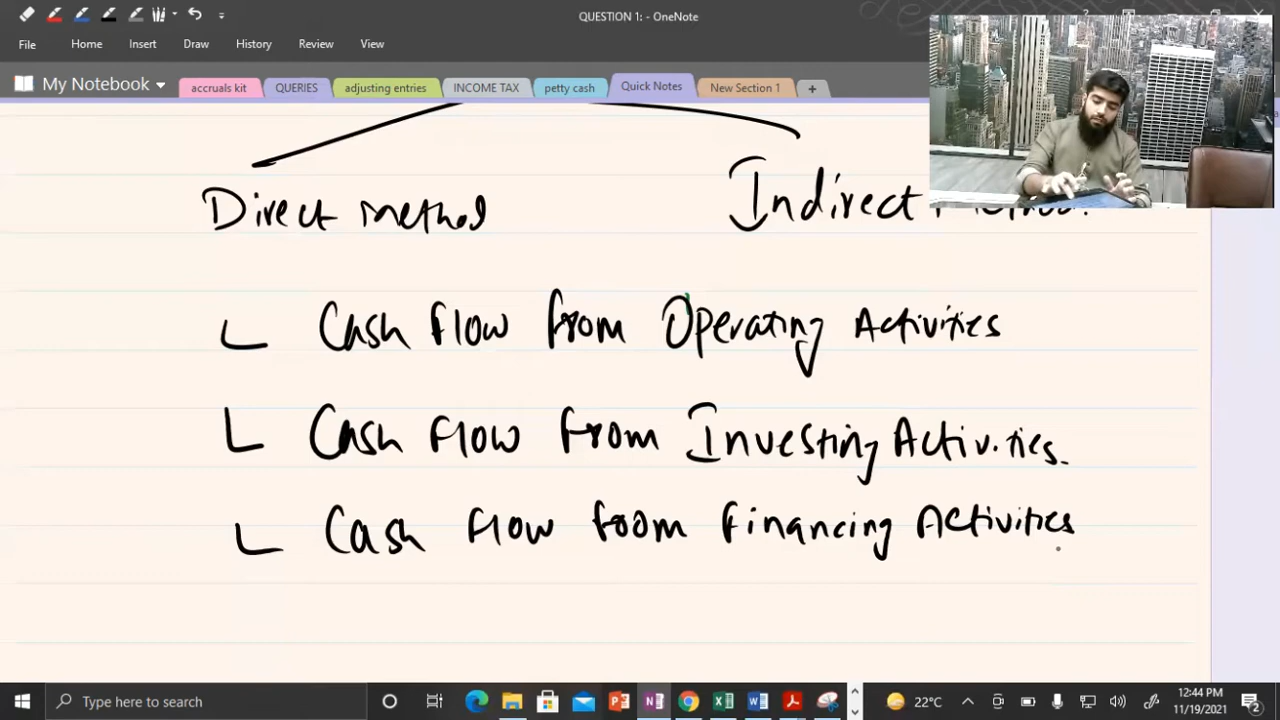 QUESTION 1: - OneNote
File Home Insert Draw History Review View
My Notebook accruals kit QUERIES adjusting entries INCOME TAX petty cash Quick Notes New Section 1 +
Direct Method Indirect
Cash Flow from Operating Activities
Cash Flow from Investing Activities.
Cash Flow from Financing Activities
Type here to search 22°C 12:44 PM
11/19/2021 2